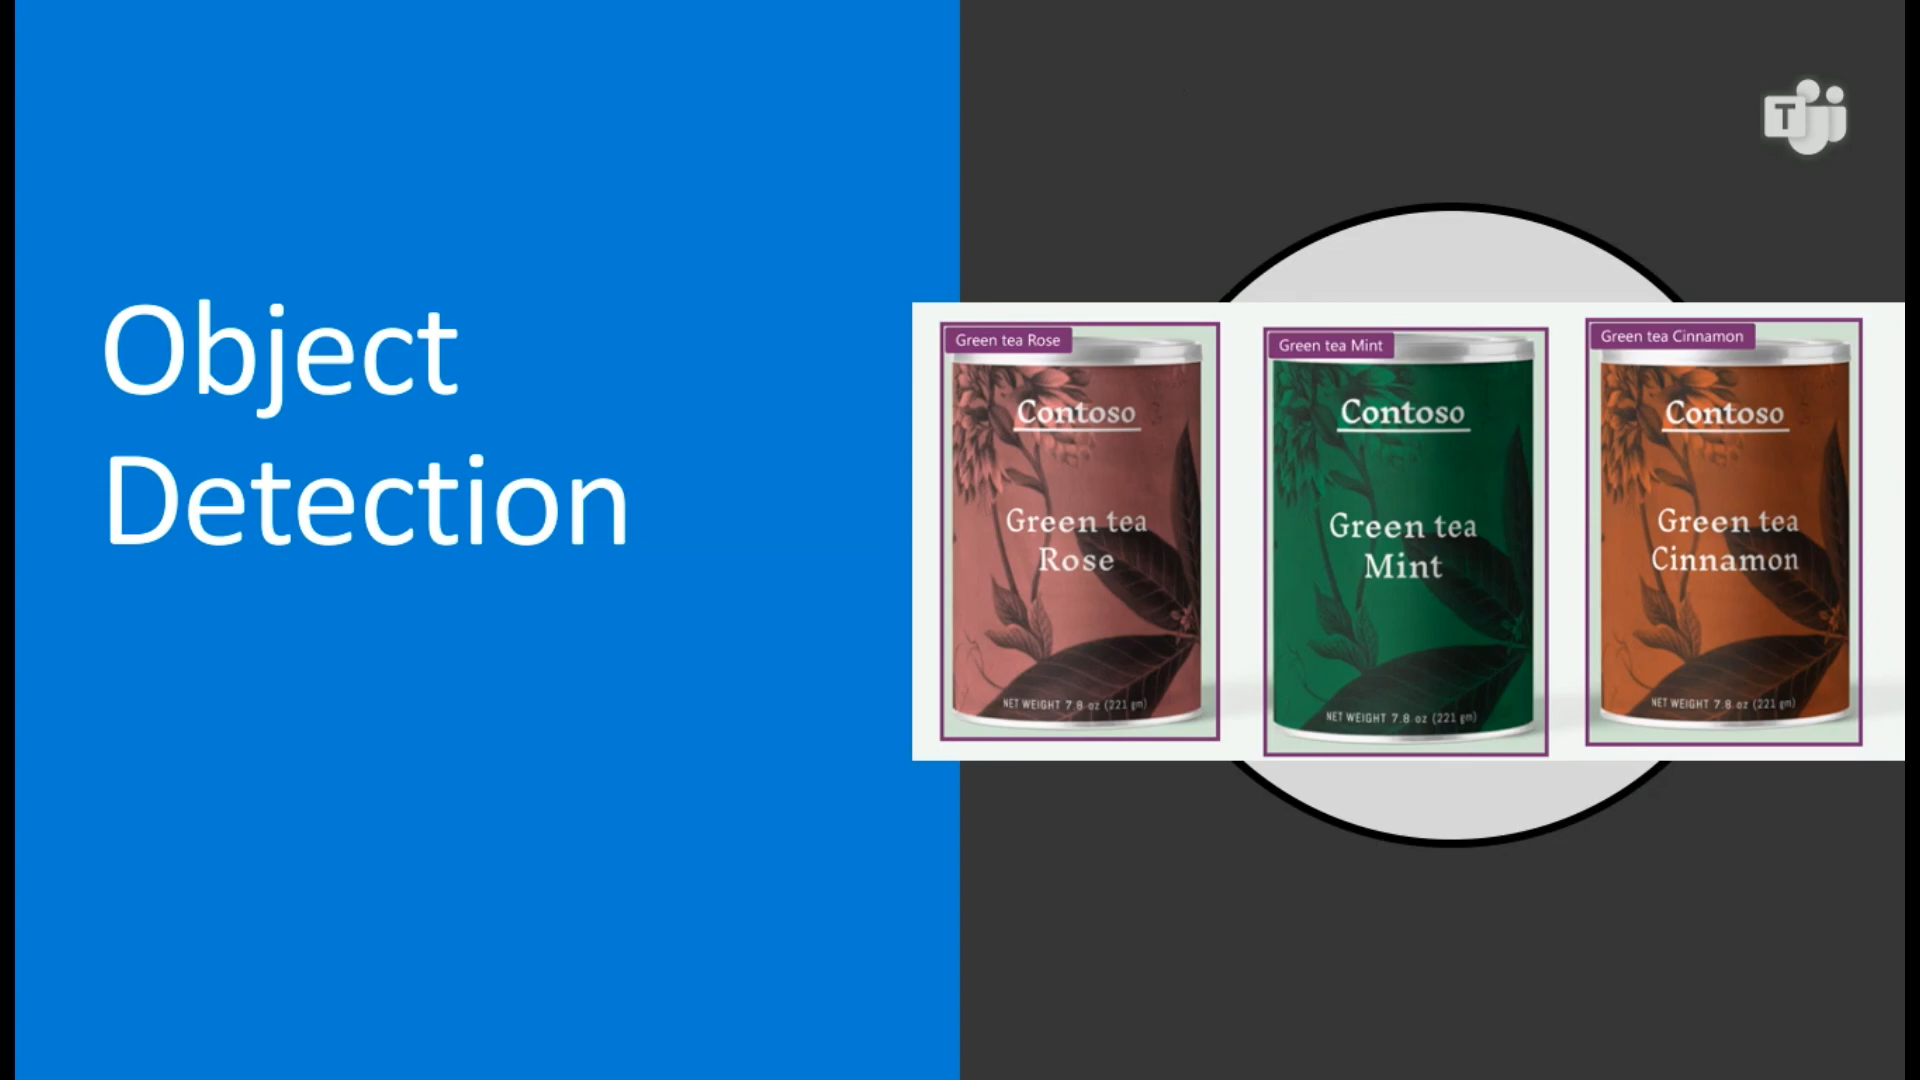 Object
Detection
T
Green tea Rose
Contoso
Green tea
Rose
NET WEIGHT 7.8 oz (221 gm)
Green tea Mint
Contoso
Green tea
Mint
NET WEIGHT 7.8 oz (221 gm)
Green tea Cinnamon
Contoso
Green tea
Cinnamon
NET WEIGHT 7.8 oz (221 gm)